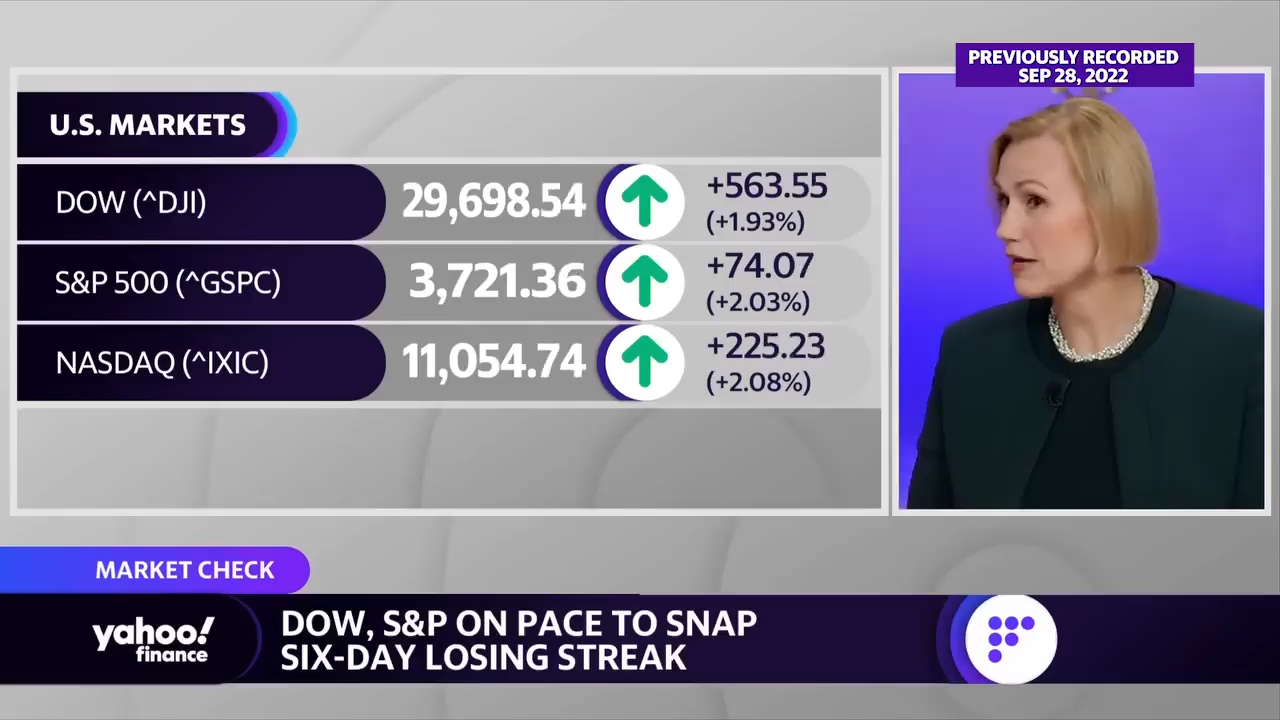 PREVIOUSLY RECORDED
SEP 28, 2022
U.S. MARKETS
DOW (^DJI) 29,698.54 +563.55
(+1.93%)
S&P 500 (^GSPC) 3,721.36 +74.07
(+2.03%)
NASDAQ (^IXIC) 11,054.74 +225.23
(+2.08%)
MARKET CHECK
yahoo!
finance
DOW, S&P ON PACE TO SNAP
SIX-DAY LOSING STREAK